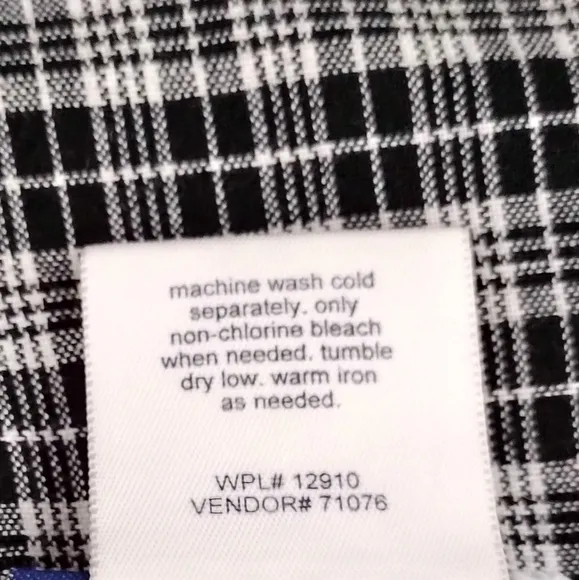 machine wash cold
separately. only
non-chlorine bleach
when needed. tumble
dry low. warm iron
as needed.
WPL# 12910
VENDOR# 71076